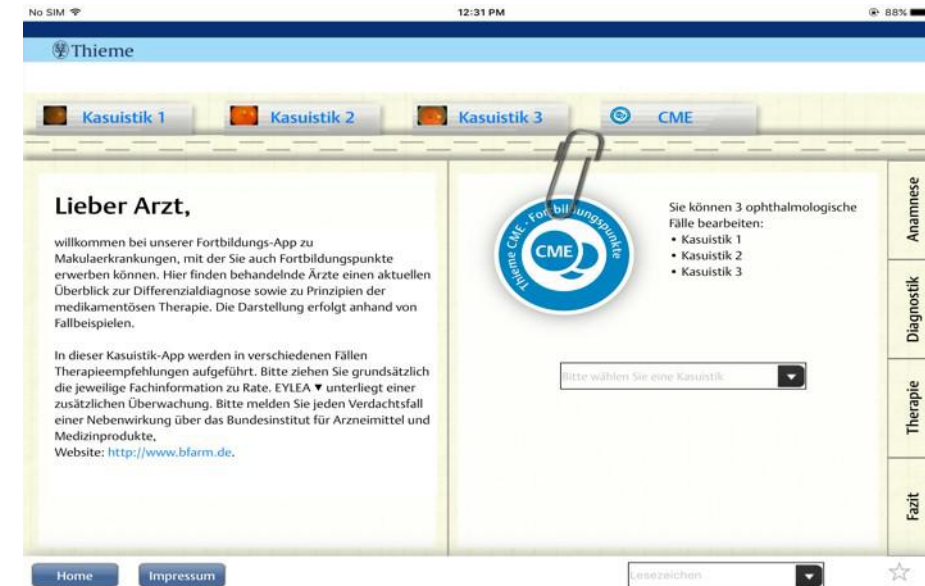 No SIM
12:31 PM
88%
Thieme
Kasuistik 1
Kasuistik 2
Kasuistik 3
CME
Lieber Arzt,
willkommen bei unserer Fortbildungs-App zu
Makulaerkrankungen, mit der Sie auch Fortbildungspunkte
erwerben können. Hier finden behandelnde Ärzte einen aktuellen
Überblick zur Differenzialdiagnose sowie zu Prinzipien der
medikamentösen Therapie. Die Darstellung erfolgt anhand von
Fallbeispielen.
In dieser Kasuistik-App werden in verschiedenen Fällen
Therapieempfehlungen aufgeführt. Bitte ziehen Sie grundsätzlich
die jeweilige Fachinformation zu Rate. EYLEA ▼ unterliegt einer
zusätzlichen Überwachung. Bitte melden Sie jeden Verdachtsfall
einer Nebenwirkung über das Bundesinstitut für Arzneimittel und
Medizinprodukte,
Website: http://www.bfarm.de.
Thieme CME · Fortbildungspunkte
CME
Sie können 3 ophthalmologische
Fälle bearbeiten:
• Kasuistik 1
• Kasuistik 2
• Kasuistik 3
Bitte wählen Sie eine Kasuistik
Anamnese
Diagnostik
Therapie
Fazit
Home
Impressum
Lesezeichen